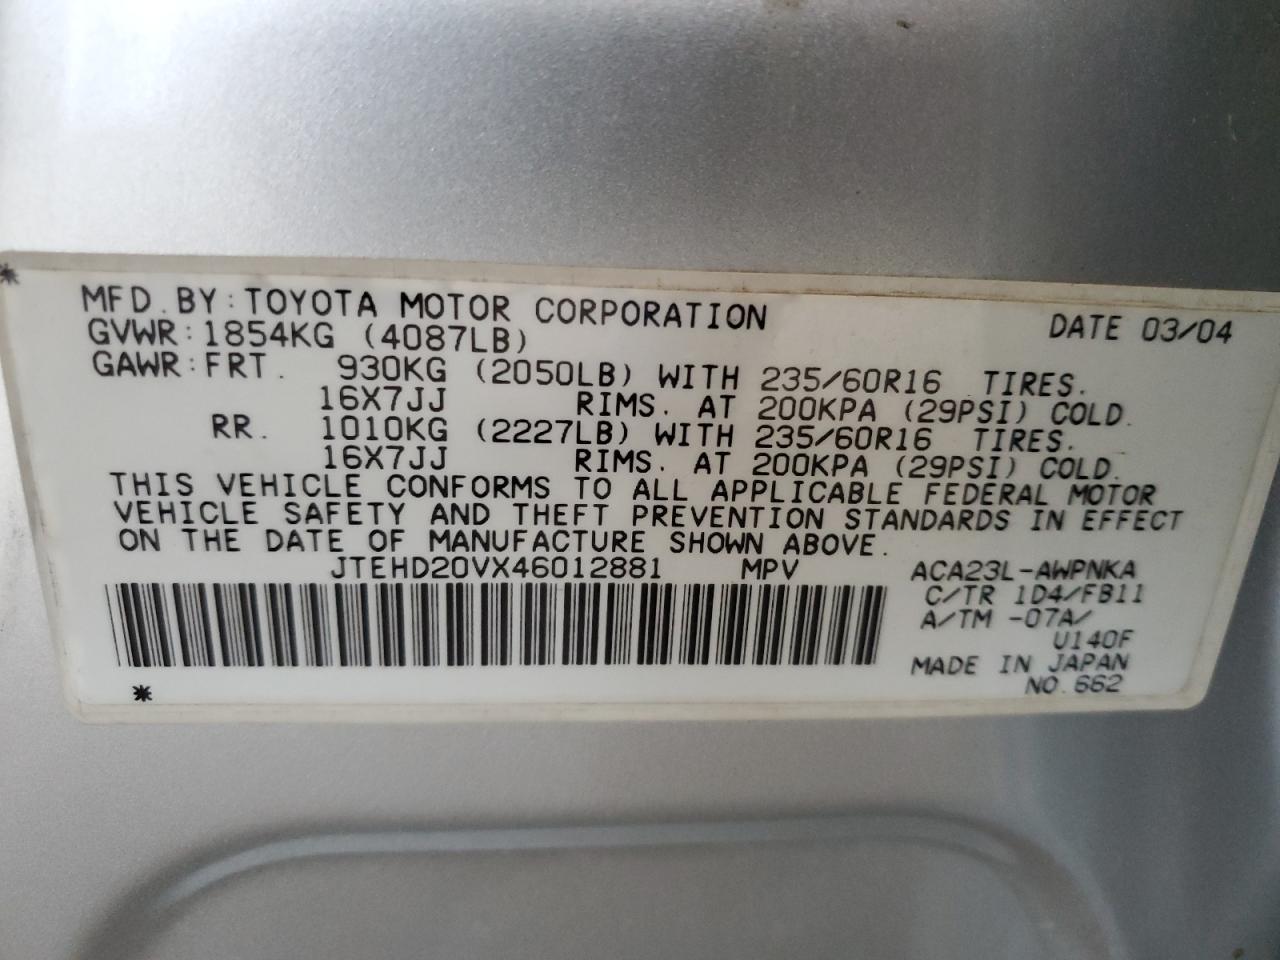 MFD. BY: TOYOTA MOTOR CORPORATION DATE 03/04
GVWR: 1854KG (4087LB)
GAWR: FRT. 930KG (2050LB) WITH 235/60R16 TIRES.
16X7JJ RIMS. AT 200KPA (29PSI) COLD.
RR. 1010KG (2227LB) WITH 235/60R16 TIRES.
16X7JJ RIMS. AT 200KPA (29PSI) COLD.
THIS VEHICLE CONFORMS TO ALL APPLICABLE FEDERAL MOTOR
VEHICLE SAFETY AND THEFT PREVENTION STANDARDS IN EFFECT
ON THE DATE OF MANUFACTURE SHOWN ABOVE.
JTEHD20VX46012881 MPV ACA23L-AWPNKA
C/TR 1D4/FB11
A/TM -07A/
U140F
MADE IN JAPAN
NO. 662